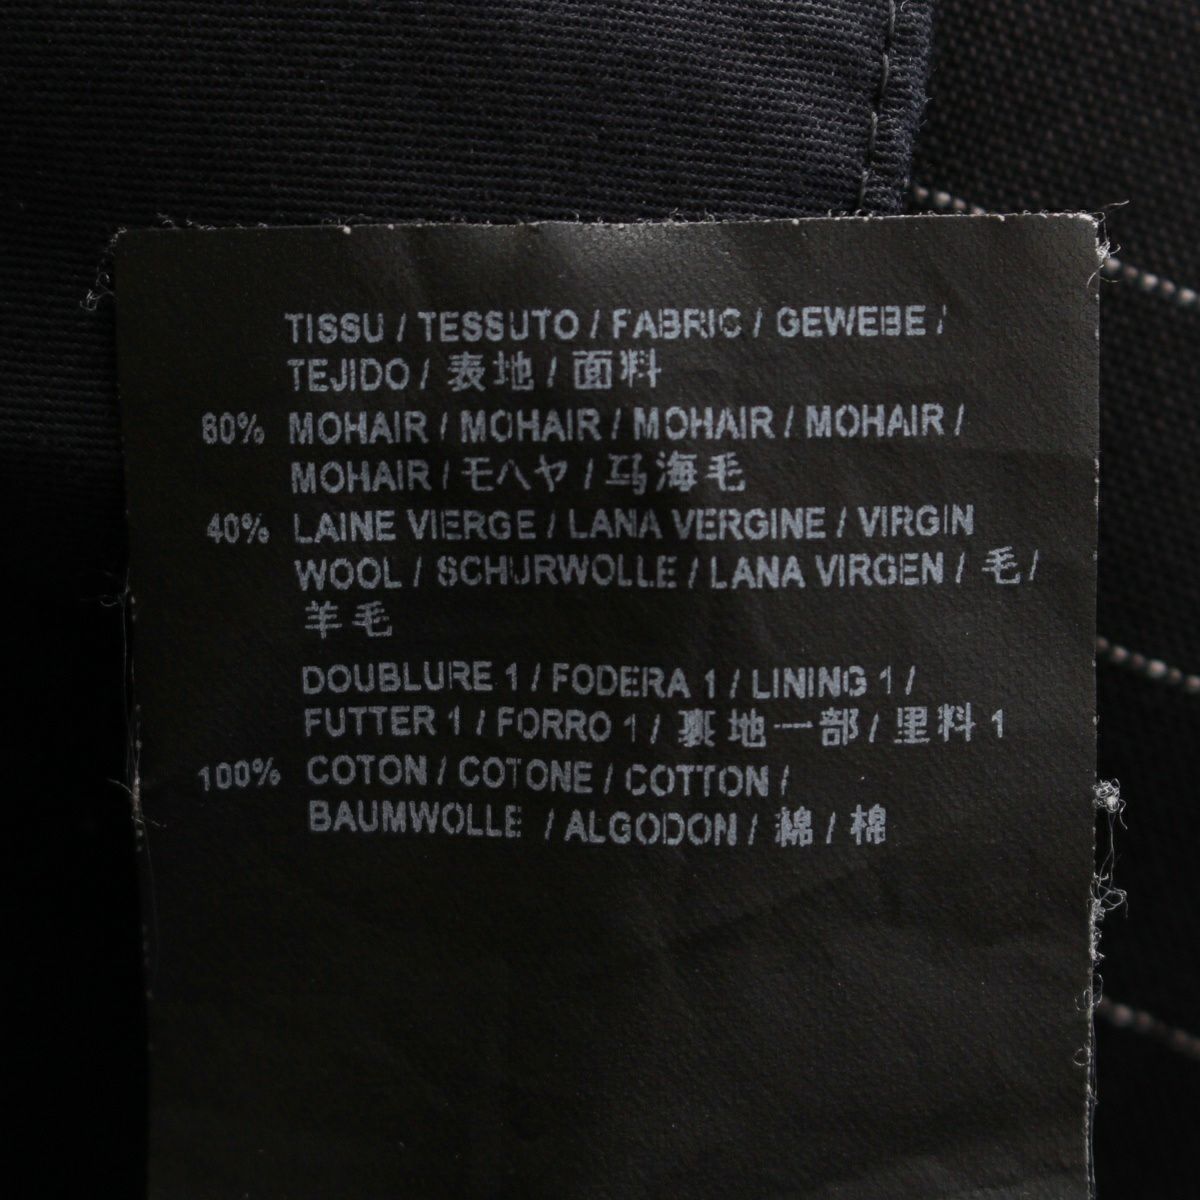 TISSU / TESSUTO / FABRIC / GEWEBE /
TEJIDO / 表地 / 面料
60% MOHAIR / MOHAIR / MOHAIR / MOHAIR /
MOHAIR / モヘヤ / 马海毛
40% LAINE VIERGE / LANA VERGINE / VIRGIN
WOOL / SCHURWOLLE / LANA VIRGEN / 毛 /
羊毛
DOUBLURE 1 / FODERA 1 / LINING 1 /
FUTTER 1 / FORRO 1 / 裏地一部 / 里料 1
100% COTON / COTONE / COTTON /
BAUMWOLLE / ALGODON / 綿 / 棉